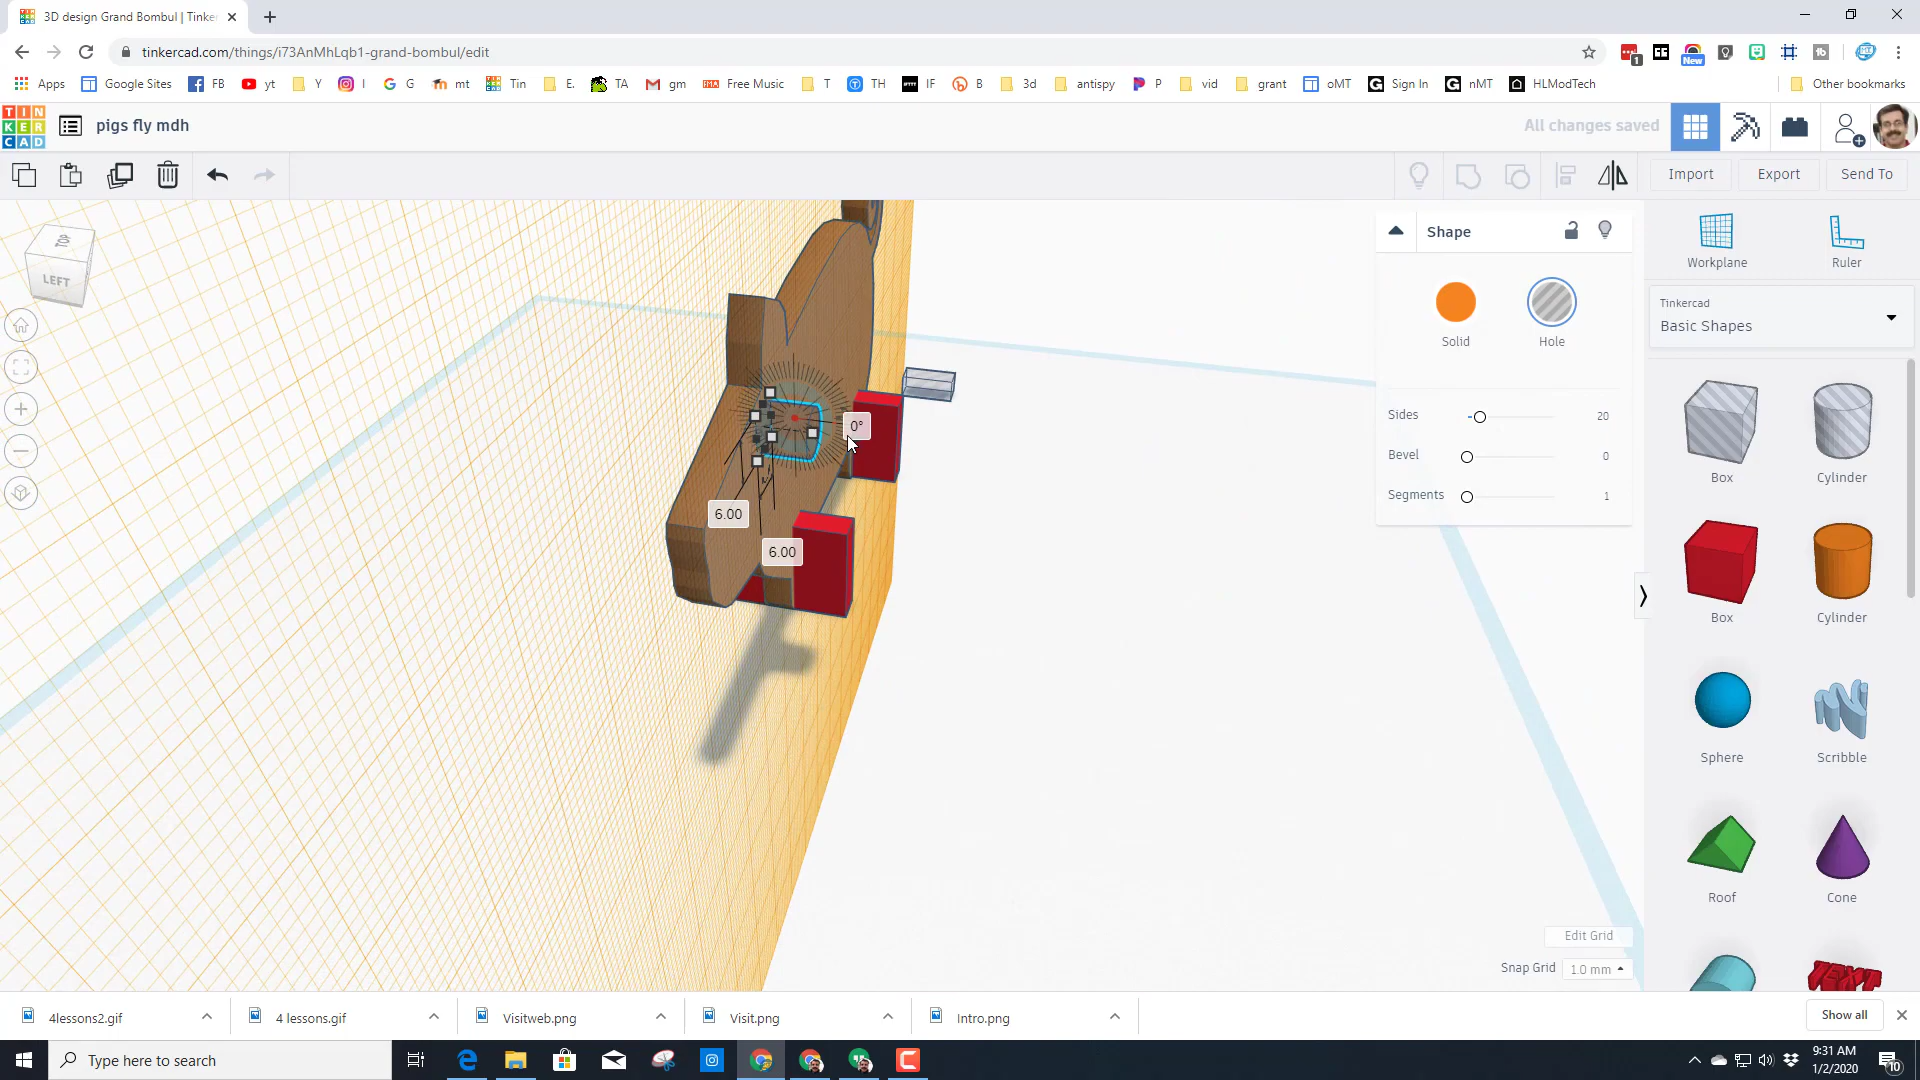 3D design Grand Bombul | Tinker
tinkercad.com/things/i73AnMhLqb1-grand-bombul/edit
1
New
Apps
Google Sites
FB
yt
Y
I
G
mt
Tin
E.
TA
gm
Free Music
T
TH
IF
B
3d
antispy
P
vid
grant
oMT
Sign In
nMT
HLModTech
Other bookmarks
TIN
KER
CAD
pigs fly mdh
All changes saved
Import
Export
Send To
TOP
LEFT
Shape
Solid
Hole
Sides
20
Bevel
0
Segments
1
0°
6.00
6.00
Workplane
Ruler
Tinkercad
Basic Shapes
Box
Cylinder
Box
Cylinder
Sphere
Scribble
Roof
Cone
TEXT
Edit Grid
Snap Grid
1.0 mm
4lessons2.gif
4 lessons.gif
Visitweb.png
Visit.png
Intro.png
Show all
Type here to search
9:31 AM
1/2/2020
10